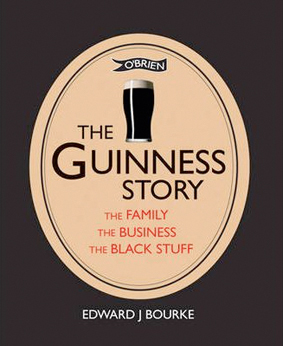 O'BRIEN
THE
GUINNESS
STORY
THE FAMILY
THE BUSINESS
THE BLACK STUFF
EDWARD J BOURKE